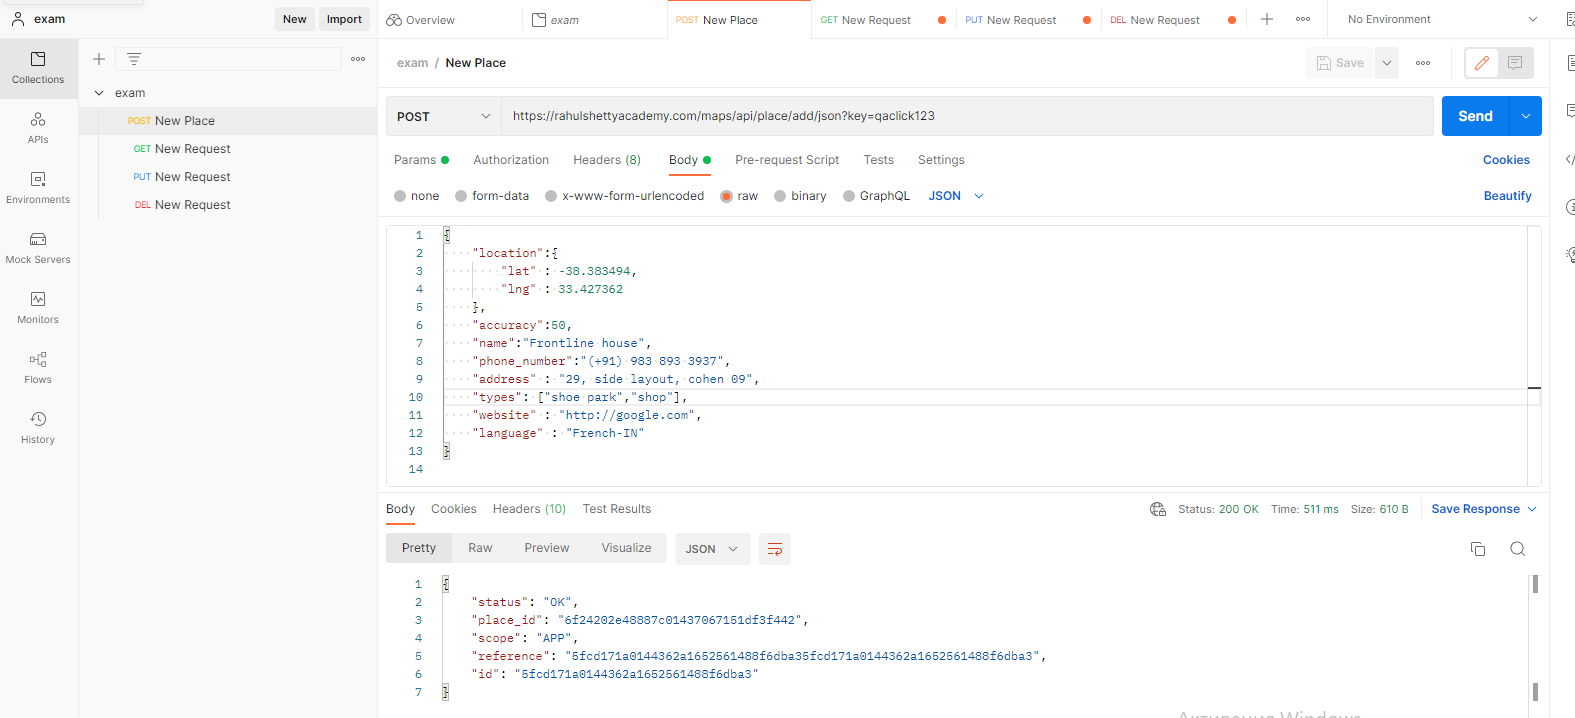 exam
New Import
Overview
exam
POST New Place
GET New Request
PUT New Request
DEL New Request
No Environment
Collections
APIs
Environments
Mock Servers
Monitors
Flows
History
exam
POST New Place
GET New Request
PUT New Request
DEL New Request
exam / New Place
Save
POST
https://rahulshettyacademy.com/maps/api/place/add/json?key=qaclick123
Send
Params Authorization Headers (8) Body Pre-request Script Tests Settings Cookies
none form-data x-www-form-urlencoded raw binary GraphQL JSON Beautify
1 {
2 "location":{
3 "lat" : -38.383494,
4 "lng" : 33.427362
5 },
6 "accuracy":50,
7 "name":"Frontline house",
8 "phone_number":"(+91) 983 893 3937",
9 "address" : "29, side layout, cohen 09",
10 "types": ["shoe park","shop"],
11 "website" : "http://google.com",
12 "language" : "French-IN"
13 }
14
Body Cookies Headers (10) Test Results Status: 200 OK Time: 511 ms Size: 610 B Save Response
Pretty Raw Preview Visualize JSON
1 {
2 "status": "OK",
3 "place_id": "6f24202e48887c01437067151df3f442",
4 "scope": "APP",
5 "reference": "5fcd171a0144362a1652561488f6dba35fcd171a0144362a1652561488f6dba3",
6 "id": "5fcd171a0144362a1652561488f6dba3"
7 }
Активация Windows